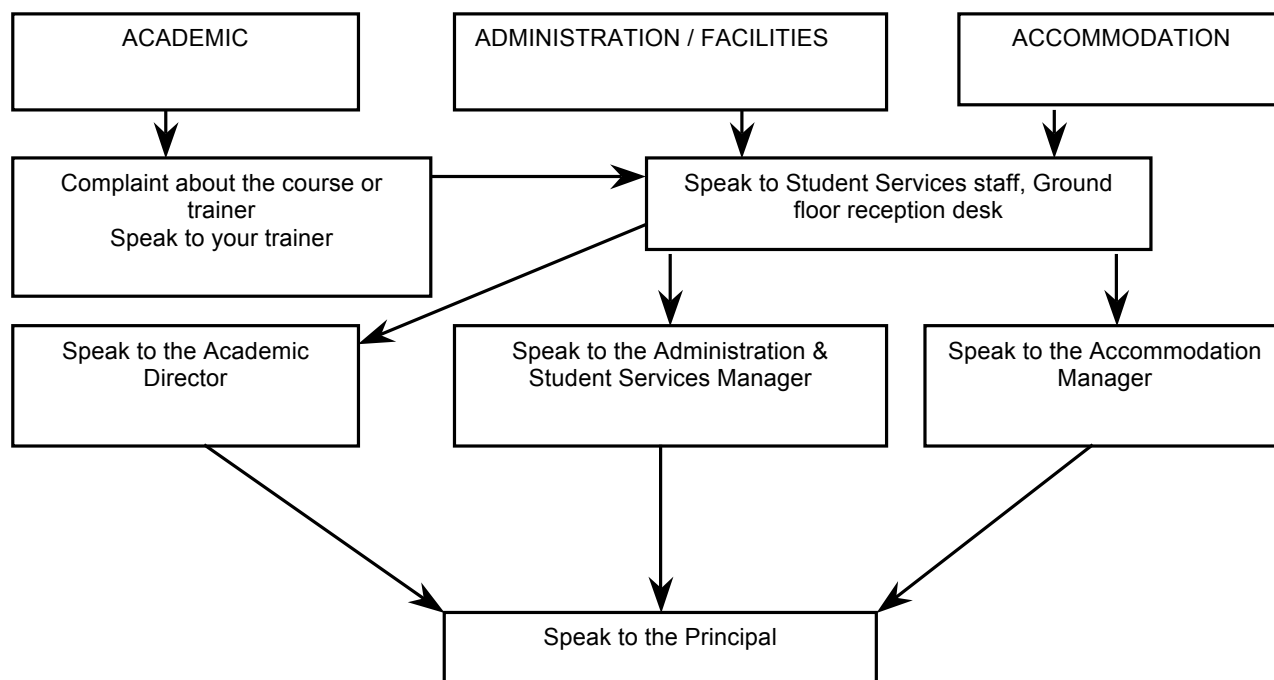 ACADEMIC
ADMINISTRATION / FACILITIES
ACCOMMODATION
Complaint about the course or
trainer
Speak to your trainer
Speak to Student Services staff, Ground
floor reception desk
Speak to the Academic
Director
Speak to the Administration &
Student Services Manager
Speak to the Accommodation
Manager
Speak to the Principal